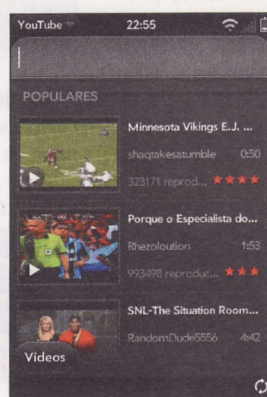 YouTube 22:55
POPULARES
Minnesota Vikings E.J. ...
shaqtakesatumble 0:50
323171 reprod...
Porque o Especialista do...
Rhezoloution 1:53
993498 reproduc...
SNL-The Situation Room...
RandomDude5556 4:42
Vídeos